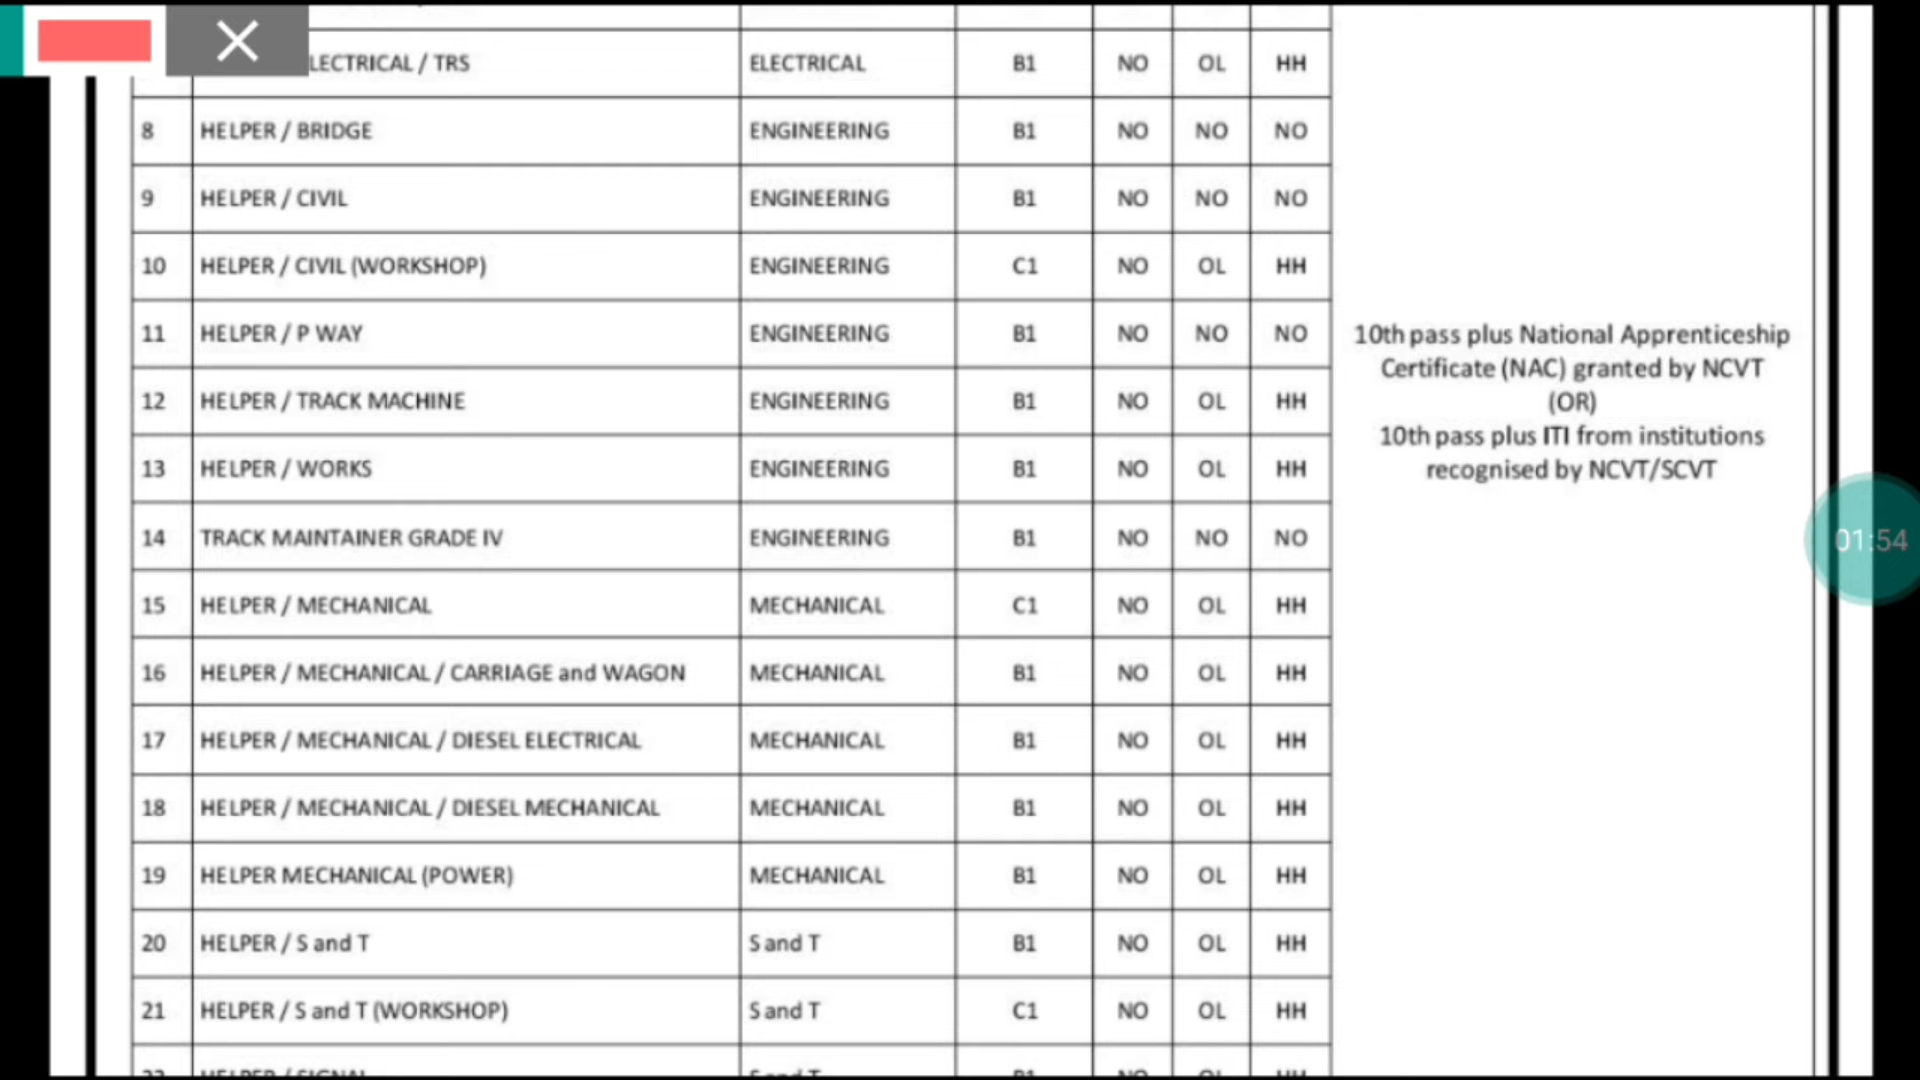 LECTRICAL / TRS ELECTRICAL B1 NO OL HH
8 HELPER / BRIDGE ENGINEERING B1 NO NO NO
9 HELPER / CIVIL ENGINEERING B1 NO NO NO
10 HELPER / CIVIL (WORKSHOP) ENGINEERING C1 NO OL HH
11 HELPER / P WAY ENGINEERING B1 NO NO NO
12 HELPER / TRACK MACHINE ENGINEERING B1 NO OL HH
13 HELPER / WORKS ENGINEERING B1 NO OL HH
14 TRACK MAINTAINER GRADE IV ENGINEERING B1 NO NO NO
15 HELPER / MECHANICAL MECHANICAL C1 NO OL HH
16 HELPER / MECHANICAL / CARRIAGE and WAGON MECHANICAL B1 NO OL HH
17 HELPER / MECHANICAL / DIESEL ELECTRICAL MECHANICAL B1 NO OL HH
18 HELPER / MECHANICAL / DIESEL MECHANICAL MECHANICAL B1 NO OL HH
19 HELPER MECHANICAL (POWER) MECHANICAL B1 NO OL HH
20 HELPER / S and T S and T B1 NO OL HH
21 HELPER / S and T (WORKSHOP) S and T C1 NO OL HH
22 HELPER / SIGNAL S and T B1 NO OL HH
10th pass plus National Apprenticeship
Certificate (NAC) granted by NCVT
(OR)
10th pass plus ITI from institutions
recognised by NCVT/SCVT
01:54